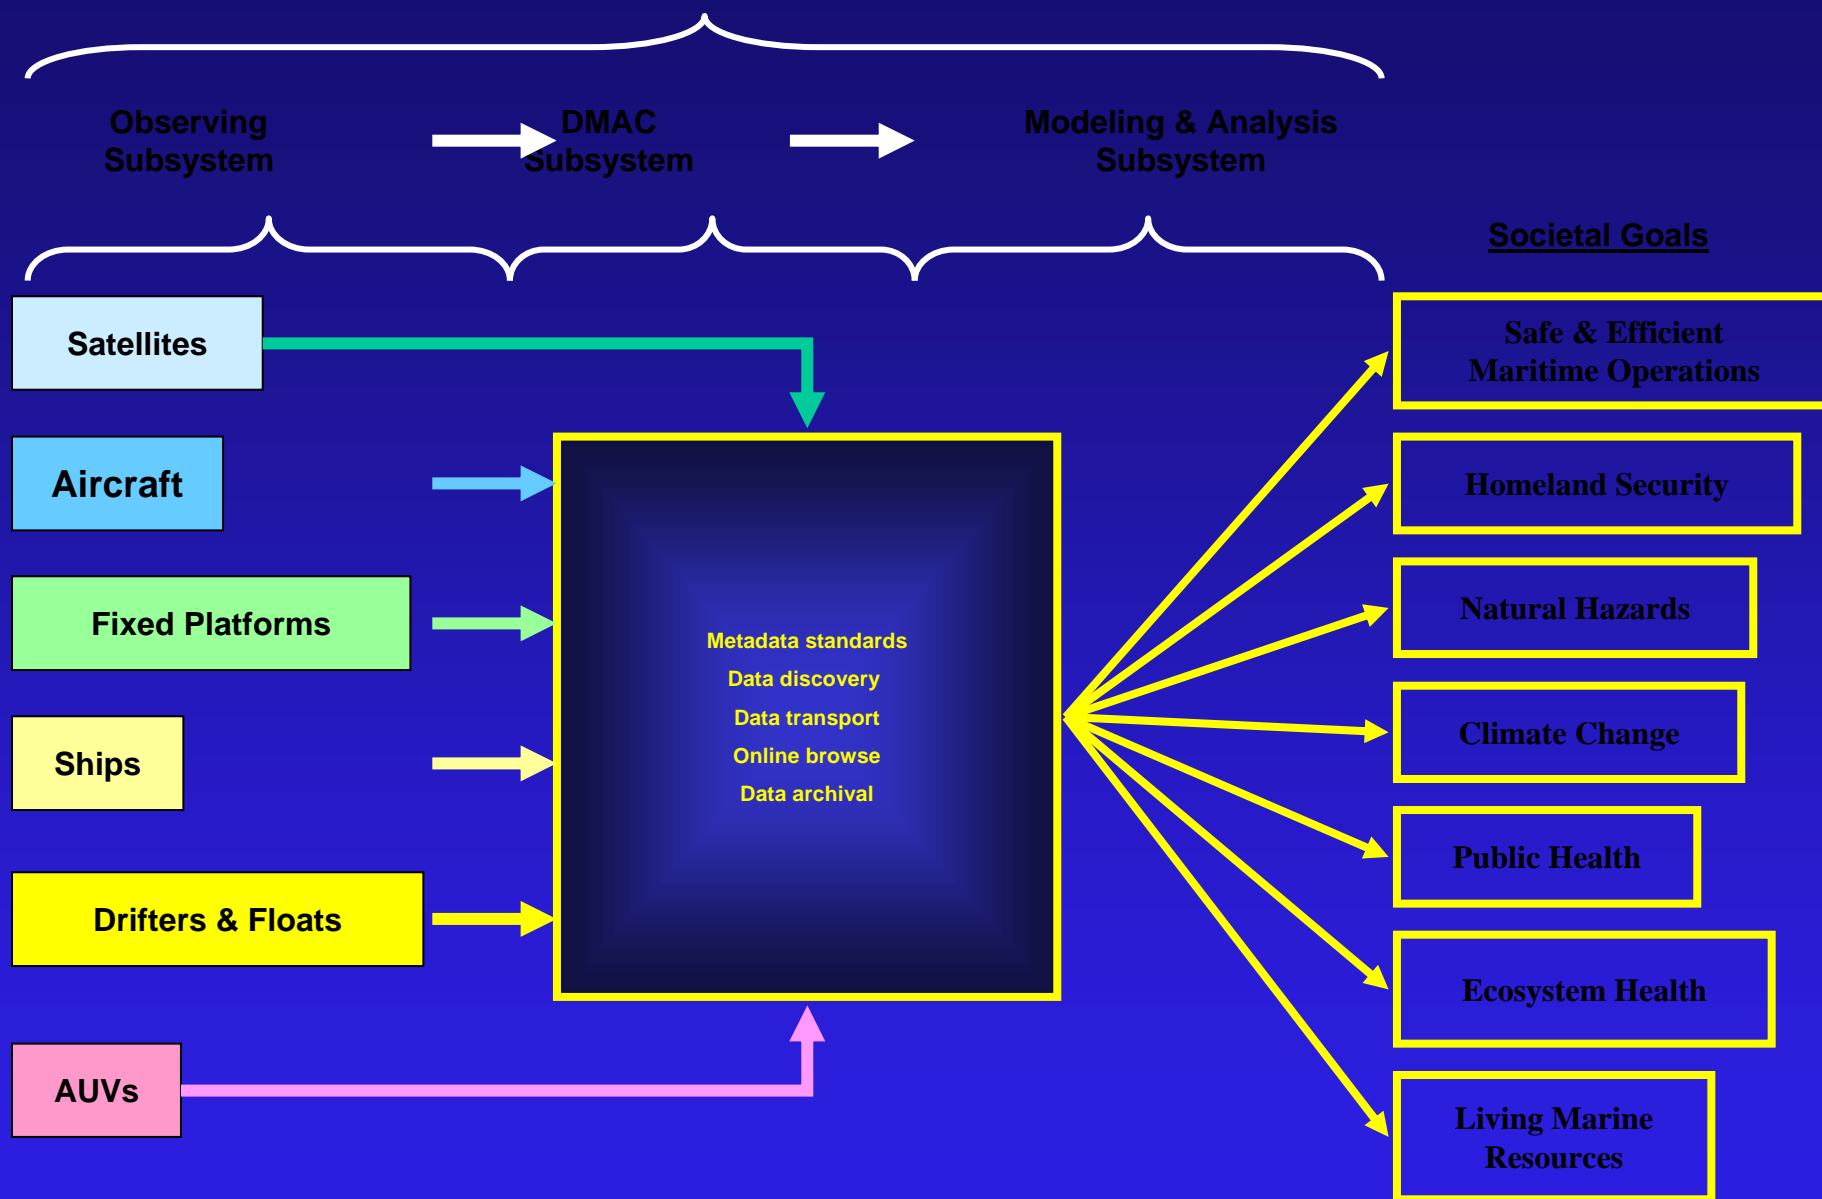 Observing
Subsystem
DMAC
Subsystem
Modeling & Analysis
Subsystem
Societal Goals
Satellites
Aircraft
Fixed Platforms
Ships
Drifters & Floats
AUVs
Metadata standards
Data discovery
Data transport
Online browse
Data archival
Safe & Efficient
Maritime Operations
Homeland Security
Natural Hazards
Climate Change
Public Health
Ecosystem Health
Living Marine
Resources